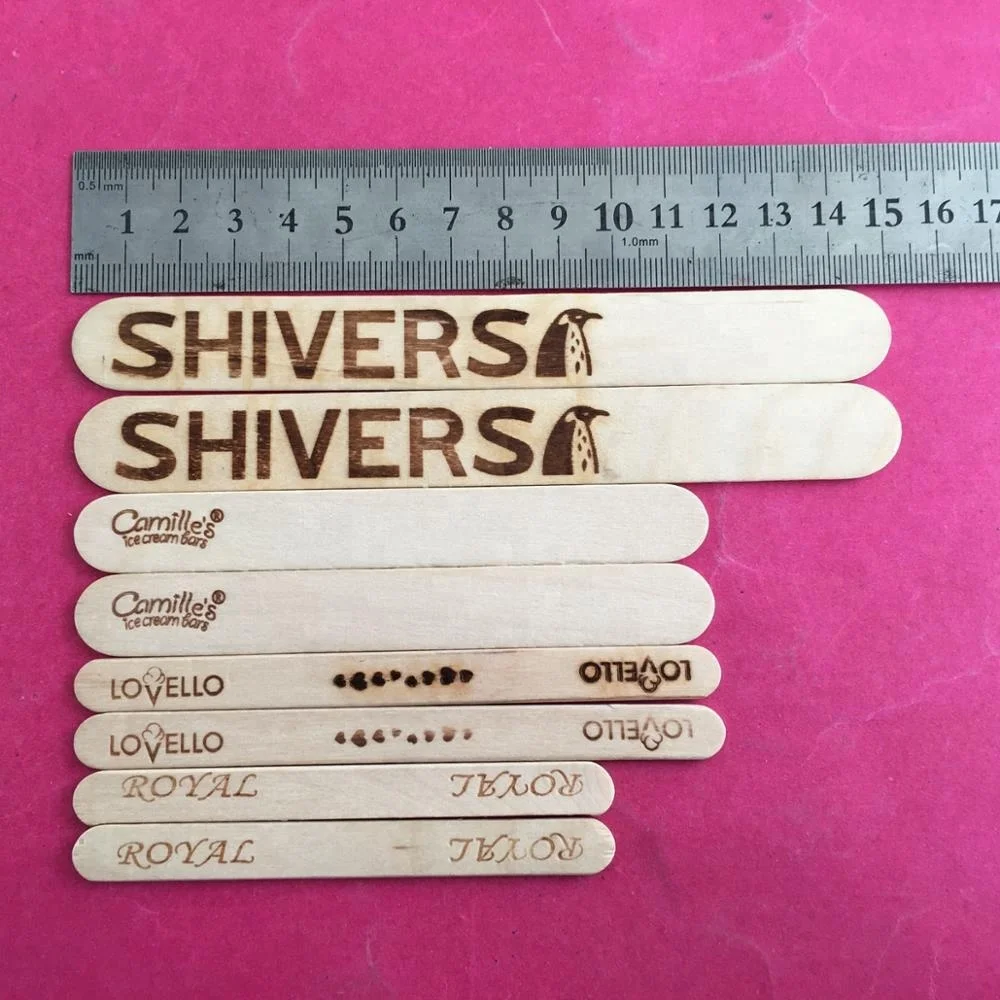 0.5 mm
1 2 3 4 5 6 7 8 9 10 11 12 13 14 15 16 17
mm 1.0mm
SHIVERS
SHIVERS
Camille's®
ice cream bars
Camille's®
ice cream bars
LOVELLO LOVELLO
LOVELLO LOVELLO
ROYAL ROYAL
ROYAL ROYAL